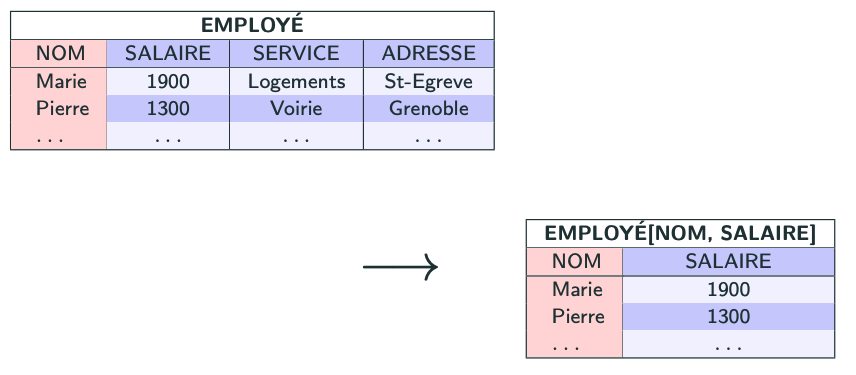 EMPLOYÉ
NOM SALAIRE SERVICE ADRESSE
Marie 1900 Logements St-Egreve
Pierre 1300 Voirie Grenoble
. . . . . . . . . . . .
EMPLOYÉ[NOM, SALAIRE]
NOM SALAIRE
Marie 1900
Pierre 1300
. . . . . .